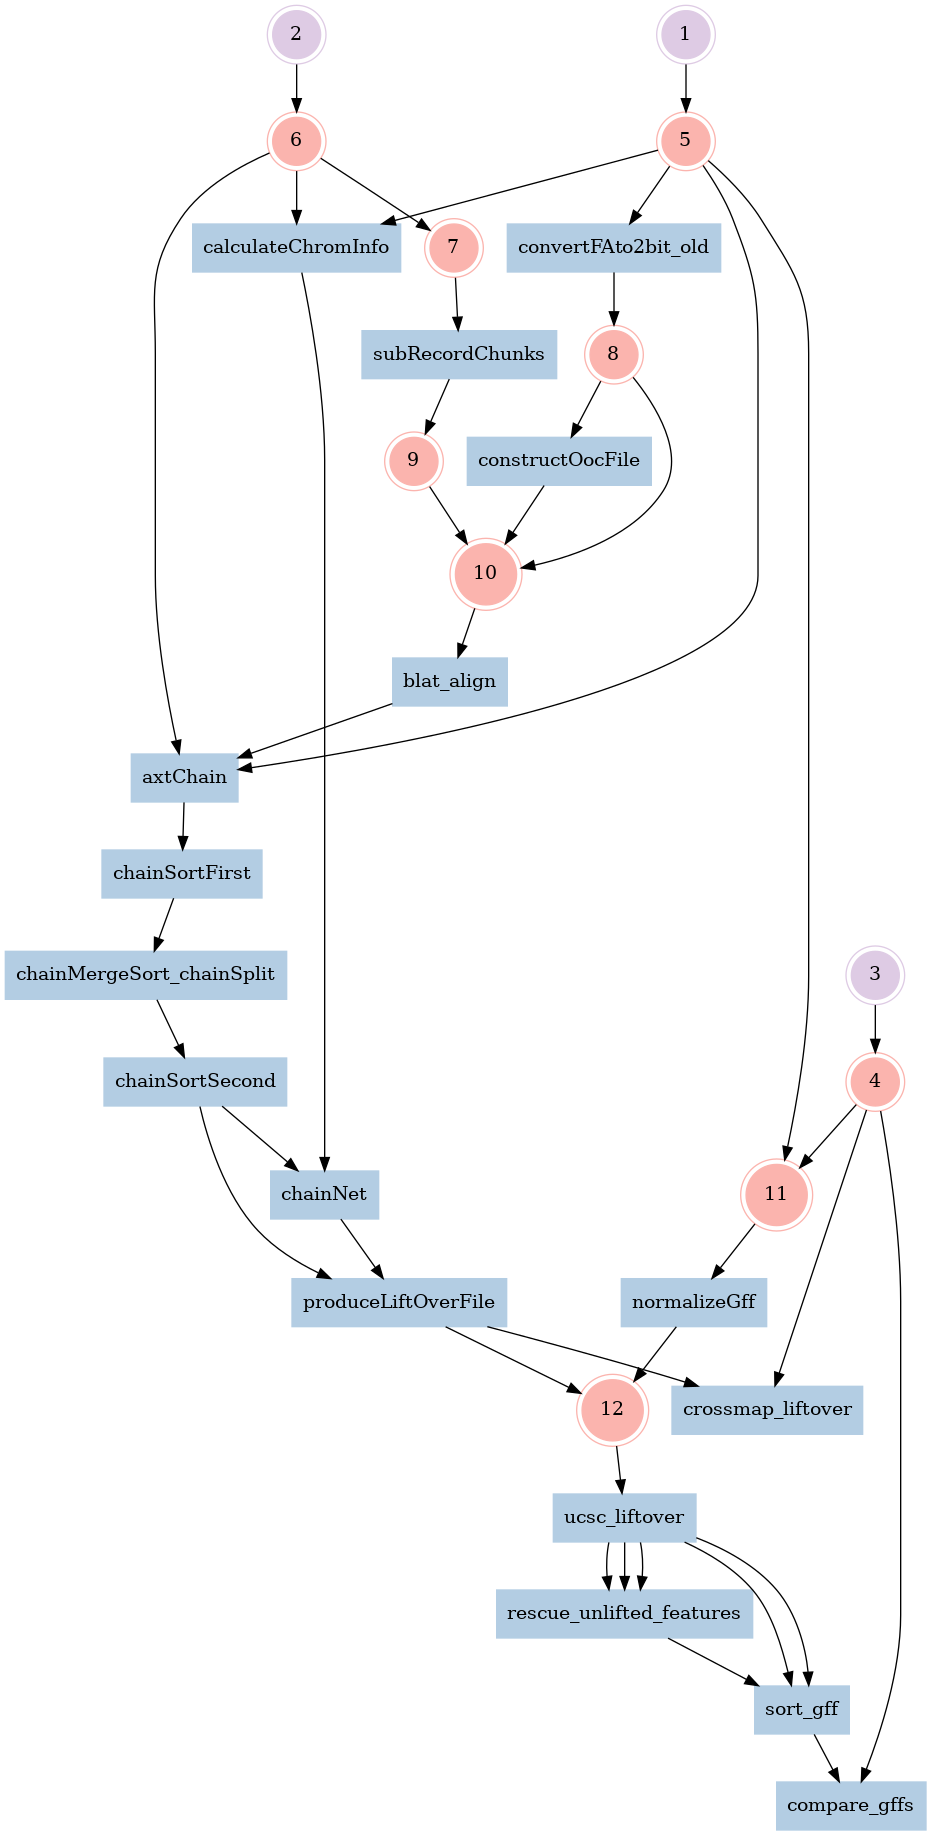 2
1
6
5
calculateChromInfo
7
convertFAto2bit_old
subRecordChunks
8
9
constructOocFile
10
blat_align
axtChain
chainSortFirst
chainMergeSort_chainSplit
3
chainSortSecond
4
chainNet
11
produceLiftOverFile
normalizeGff
12
crossmap_liftover
ucsc_liftover
rescue_unlifted_features
sort_gff
compare_gffs